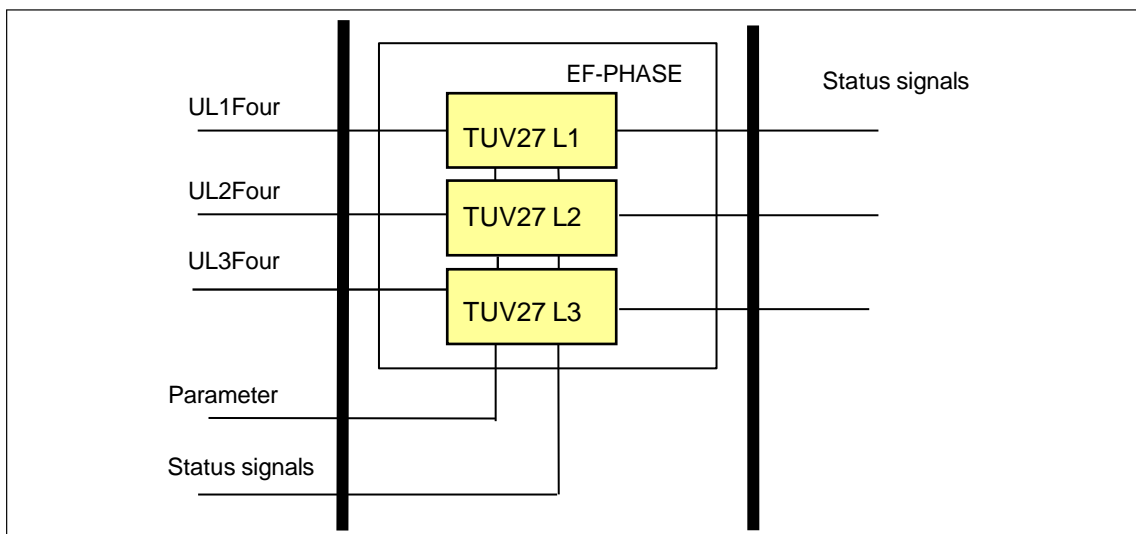 EF-PHASE
Status signals
UL1Four
TUV27 L1
UL2Four
TUV27 L2
UL3Four
TUV27 L3
Parameter
Status signals